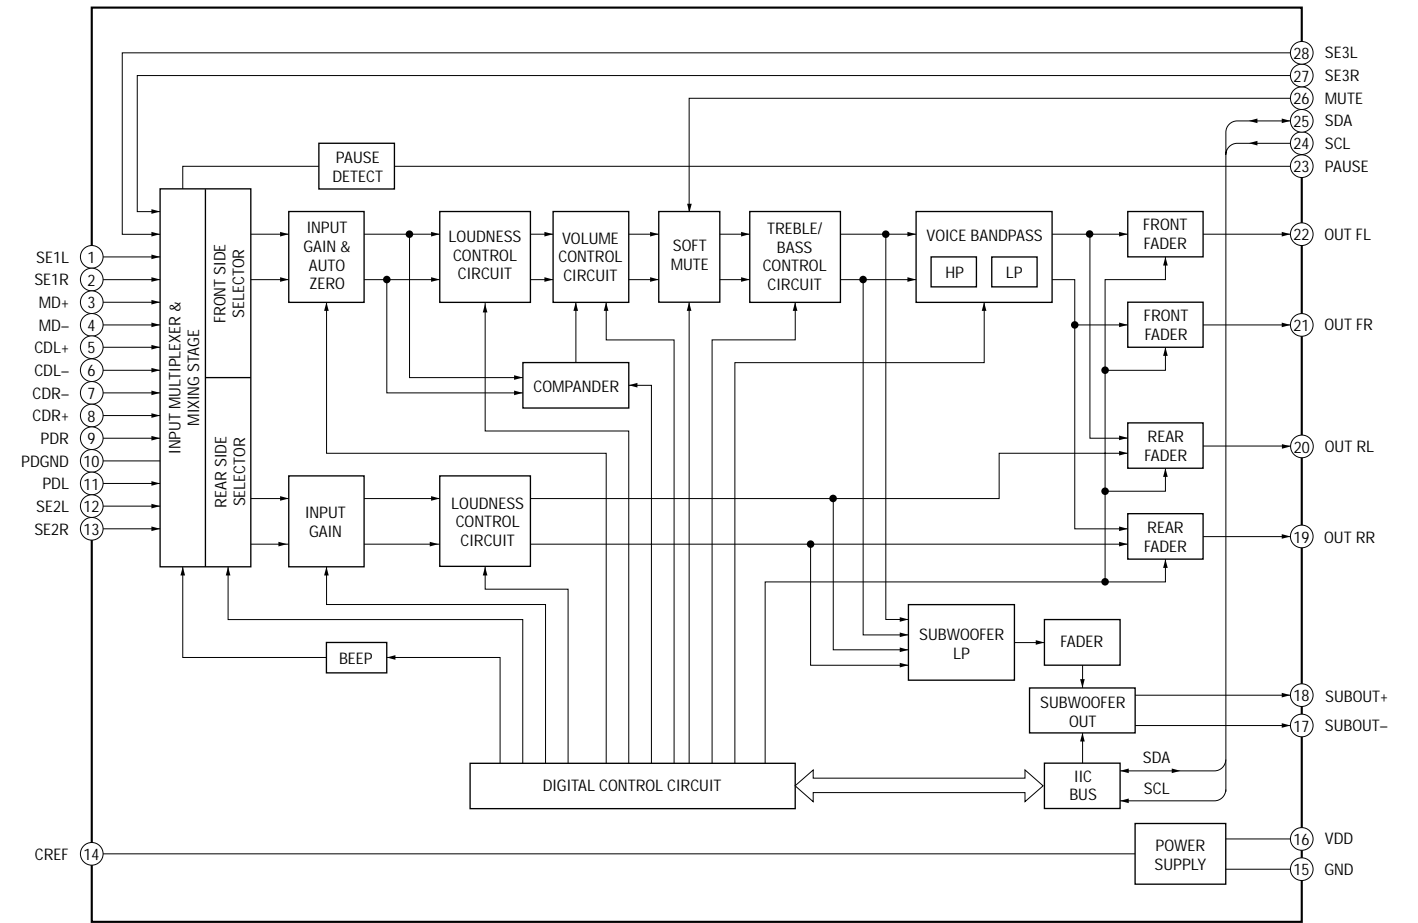 28 SE3L
27 SE3R
26 MUTE
25 SDA
24 SCL
23 PAUSE
PAUSE
DETECT
SE1L 1
SE1R 2
MD+ 3
MD– 4
CDL+ 5
CDL– 6
CDR– 7
CDR+ 8
PDR 9
PDGND 10
PDL 11
SE2L 12
SE2R 13
INPUT MULTIPLEXER &
MIXING STAGE
FRONT SIDE
SELECTOR
REAR SIDE
SELECTOR
INPUT
GAIN &
AUTO
ZERO
LOUDNESS
CONTROL
CIRCUIT
VOLUME
CONTROL
CIRCUIT
SOFT
MUTE
TREBLE/
BASS
CONTROL
CIRCUIT
VOICE BANDPASS
HP
LP
FRONT
FADER
22 OUT FL
FRONT
FADER
21 OUT FR
COMPANDER
REAR
FADER
20 OUT RL
INPUT
GAIN
LOUDNESS
CONTROL
CIRCUIT
REAR
FADER
19 OUT RR
BEEP
SUBWOOFER
LP
FADER
SUBWOOFER
OUT
18 SUBOUT+
17 SUBOUT–
DIGITAL CONTROL CIRCUIT
IIC
BUS
SDA
SCL
CREF 14
POWER
SUPPLY
16 VDD
15 GND